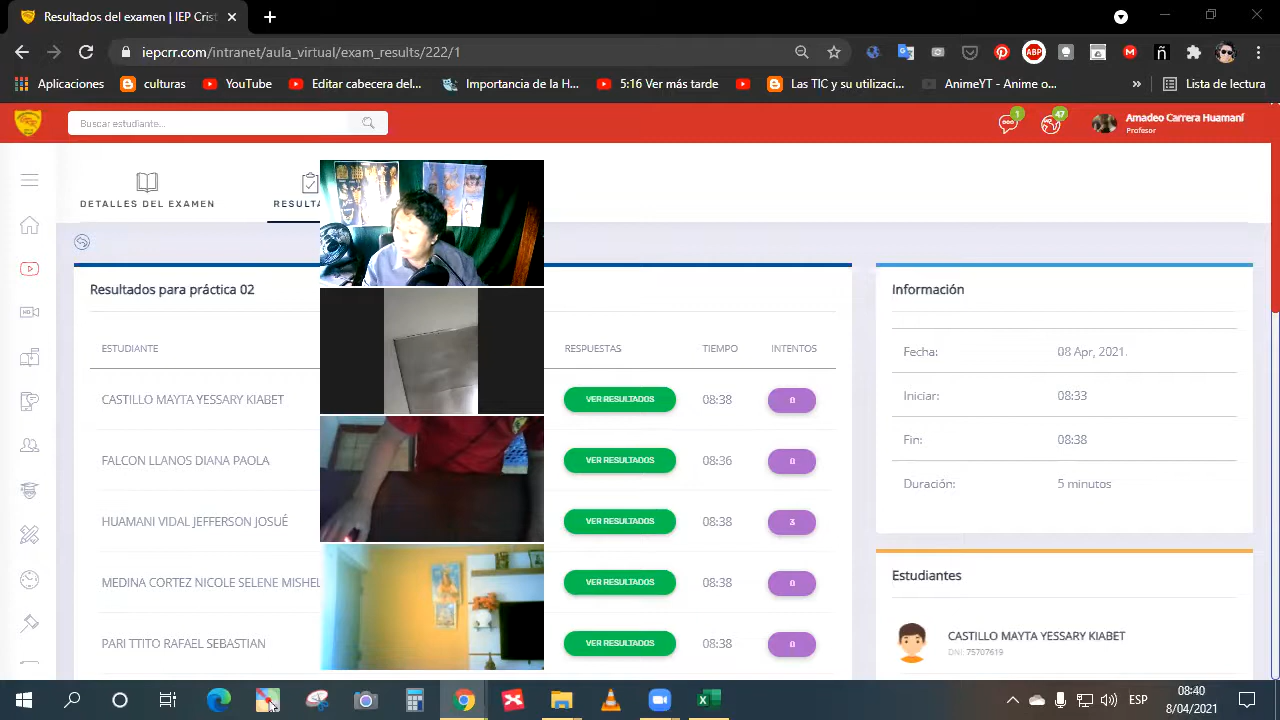 Resultados del examen | IEP Crist
iepcrr.com/intranet/aula_virtual/exam_results/222/1
ABP
M
ñ
Aplicaciones
culturas
YouTube
Editar cabecera del...
Importancia de la H...
5:16 Ver más tarde
Las TIC y su utilizaci...
AnimeYT - Anime o...
»
Lista de lectura
Buscar estudiante...
1
47
Amadeo Carrera Huamaní
Profesor
DETALLES DEL EXAMEN
RESULTA
Resultados para práctica 02
ESTUDIANTE
RESPUESTAS
TIEMPO
INTENTOS
CASTILLO MAYTA YESSARY KIABET
VER RESULTADOS
08:38
0
FALCON LLANOS DIANA PAOLA
VER RESULTADOS
08:36
0
HUAMANI VIDAL JEFFERSON JOSUÉ
VER RESULTADOS
08:38
3
MEDINA CORTEZ NICOLE SELENE MISHEL
VER RESULTADOS
08:38
0
PARI TTITO RAFAEL SEBASTIAN
VER RESULTADOS
08:38
0
Información
Fecha: 08 Apr, 2021.
Iniciar: 08:33
Fin: 08:38
Duración: 5 minutos
Estudiantes
CASTILLO MAYTA YESSARY KIABET
DNI: 75707619
ESP
08:40
8/04/2021